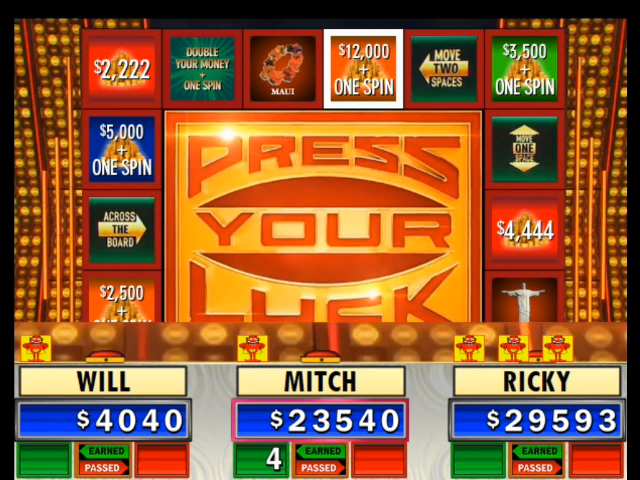 $2,222
DOUBLE
YOUR MONEY
+
ONE SPIN
MAUI
$12,000
+
ONE SPIN
MOVE
TWO
SPACES
$3,500
+
ONE SPIN
$5,000
+
ONE SPIN
MOVE
ONE
SPACE
ACROSS
THE
BOARD
$4,444
$2,500
+
PRESS
YOUR
LUCK
WILL
MITCH
RICKY
$4040
$23540
$29593
EARNED
PASSED
4
EARNED
PASSED
EARNED
PASSED